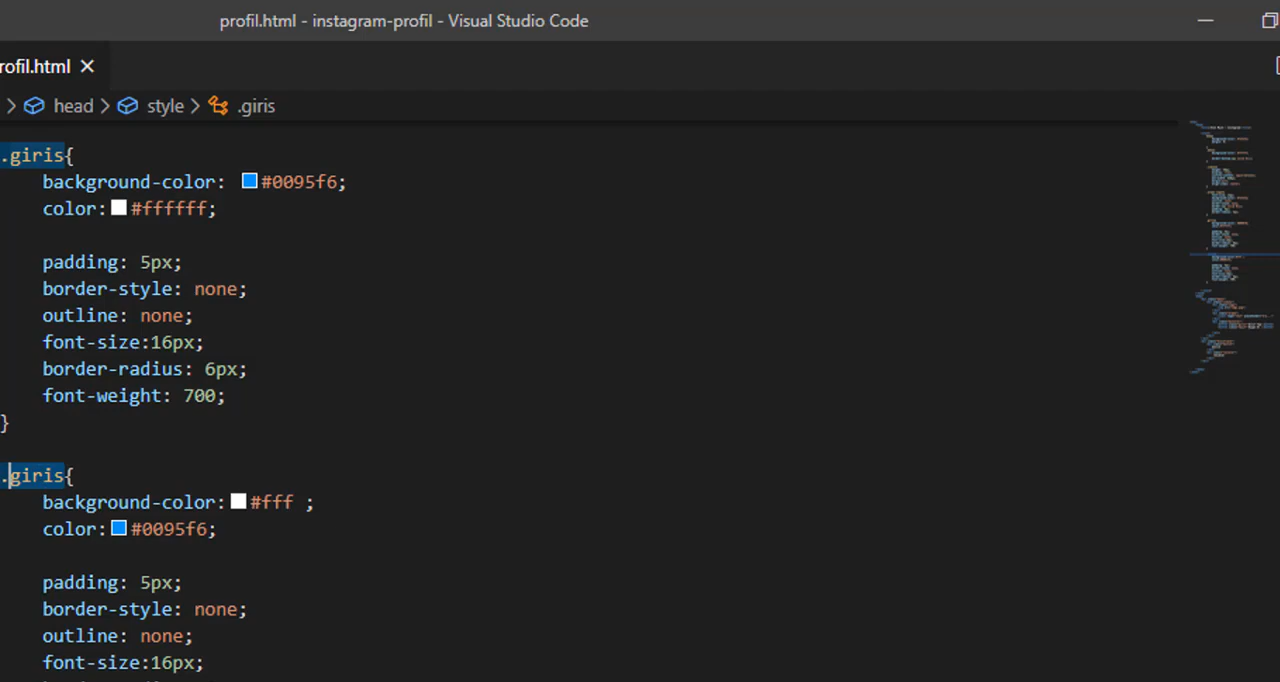 profil.html - instagram-profil - Visual Studio Code
rofil.html
head style .giris
.giris{
background-color: #0095f6;
color: #ffffff;
padding: 5px;
border-style: none;
outline: none;
font-size:16px;
border-radius: 6px;
font-weight: 700;
}
.giris{
background-color: #fff ;
color: #0095f6;
padding: 5px;
border-style: none;
outline: none;
font-size:16px;